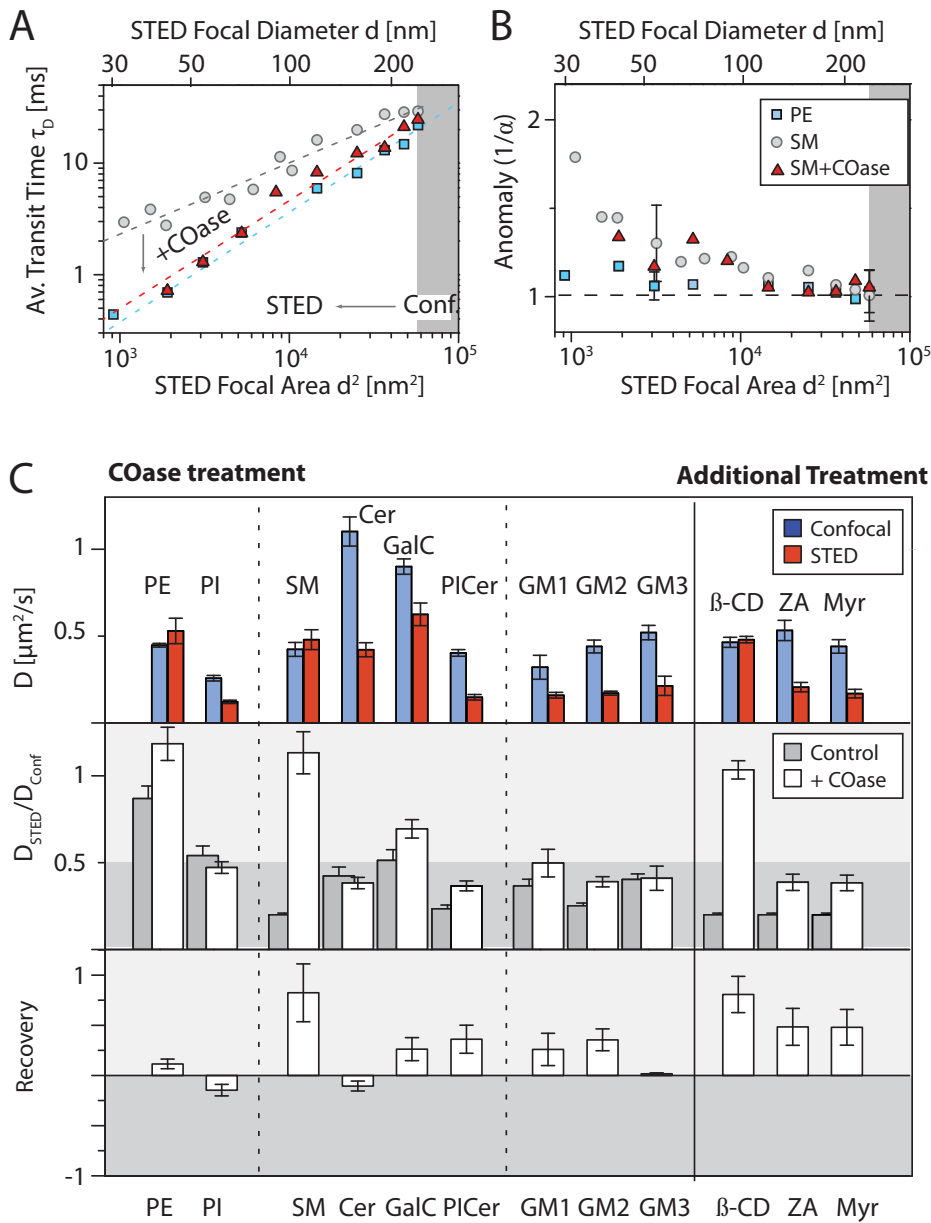 A
STED Focal Diameter d [nm]
30 50 100 200
Av. Transit Time τD [ms]
10
1
+COase
STED Conf.
10³ 10⁴ 10⁵
STED Focal Area d² [nm²]
B
STED Focal Diameter d [nm]
30 50 100 200
Anomaly (1/α)
2
1
PE
SM
SM+COase
10³ 10⁴ 10⁵
STED Focal Area d² [nm²]
C
COase treatment
Additional Treatment
D [µm²/s]
1
0.5
PE PI SM Cer GalC PICer GM1 GM2 GM3 ß-CD ZA Myr
Confocal
STED
DSTED/DConf
1
0.5
Control
+ COase
Recovery
1
-1
PE PI SM Cer GalC PICer GM1 GM2 GM3 ß-CD ZA Myr